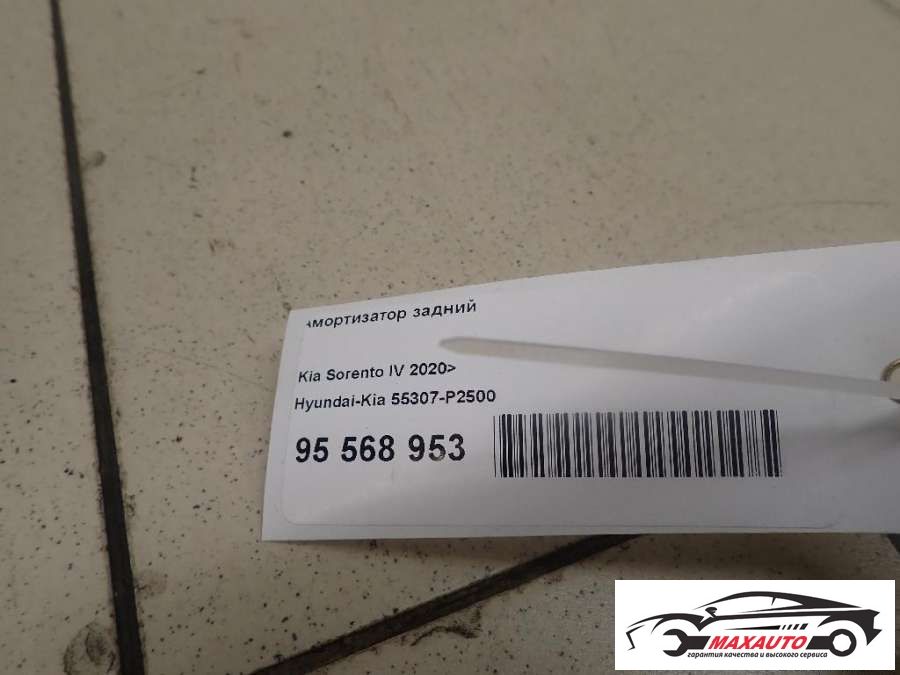 Амортизатор задний
Kia Sorento IV 2020>
Hyundai-Kia 55307-P2500
95 568 953
MAXAUTO
гарантия качества и высокого сервиса